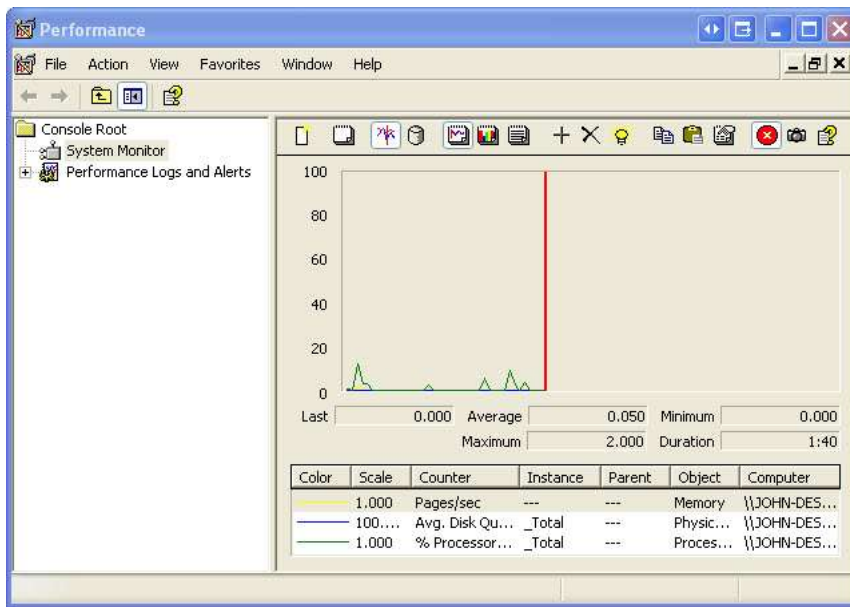 Performance
File Action View Favorites Window Help
Console Root
System Monitor
Performance Logs and Alerts
100
80
60
40
20
0
Last 0.000 Average 0.050 Minimum 0.000
Maximum 2.000 Duration 1:40
Color Scale Counter Instance Parent Object Computer
1.000 Pages/sec --- --- Memory \\JOHN-DES...
100.... Avg. Disk Qu... _Total --- Physic... \\JOHN-DES...
1.000 % Processor... _Total --- Proces... \\JOHN-DES...